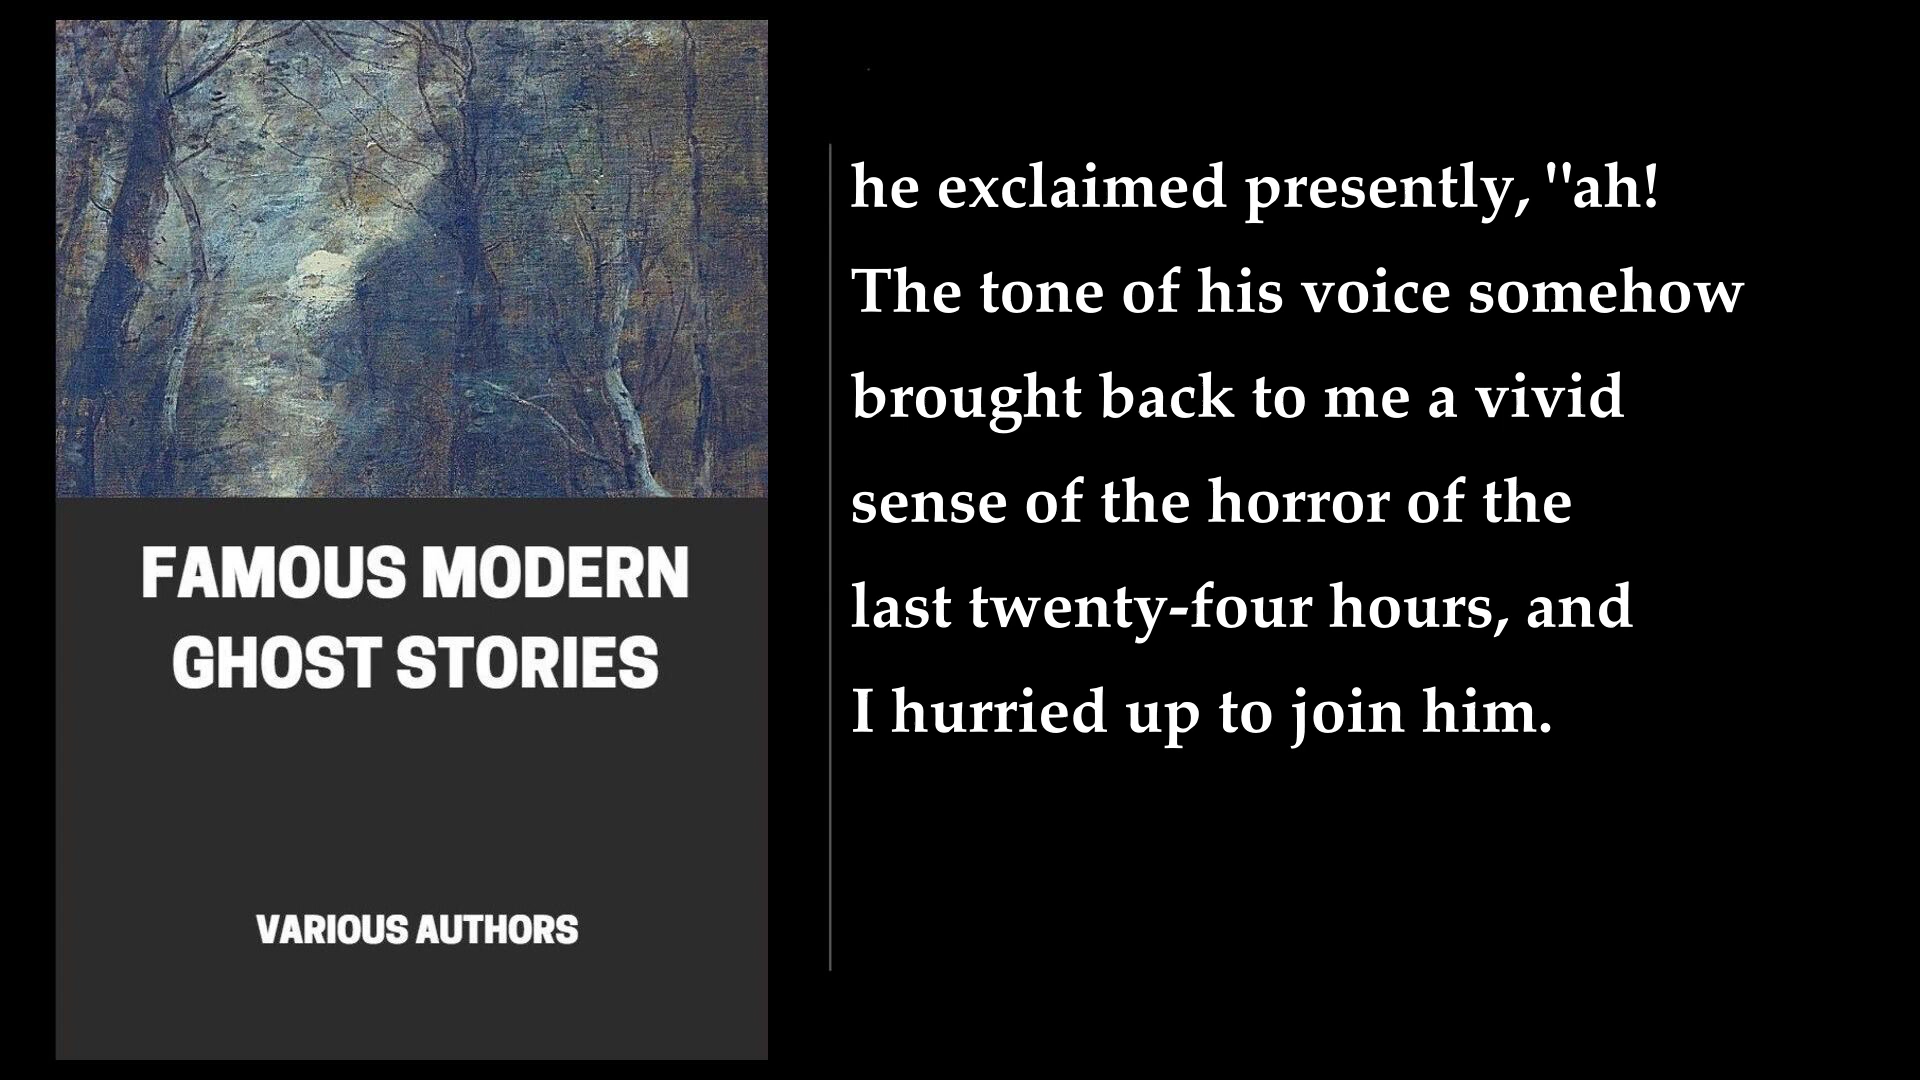 FAMOUS MODERN
GHOST STORIES
VARIOUS AUTHORS
he exclaimed presently, "ah!
The tone of his voice somehow
brought back to me a vivid
sense of the horror of the
last twenty-four hours, and
I hurried up to join him.